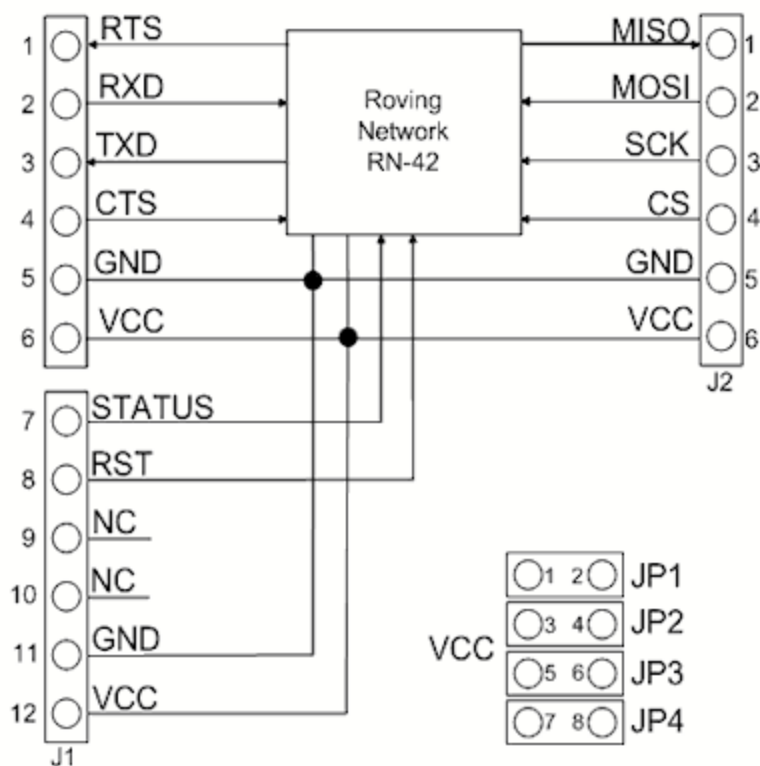 1 RTS
2 RXD
3 TXD
4 CTS
5 GND
6 VCC
7 STATUS
8 RST
9 NC
10 NC
11 GND
12 VCC
J1
Roving
Network
RN-42
MISO 1
MOSI 2
SCK 3
CS 4
GND 5
VCC 6
J2
VCC
1 2 JP1
3 4 JP2
5 6 JP3
7 8 JP4